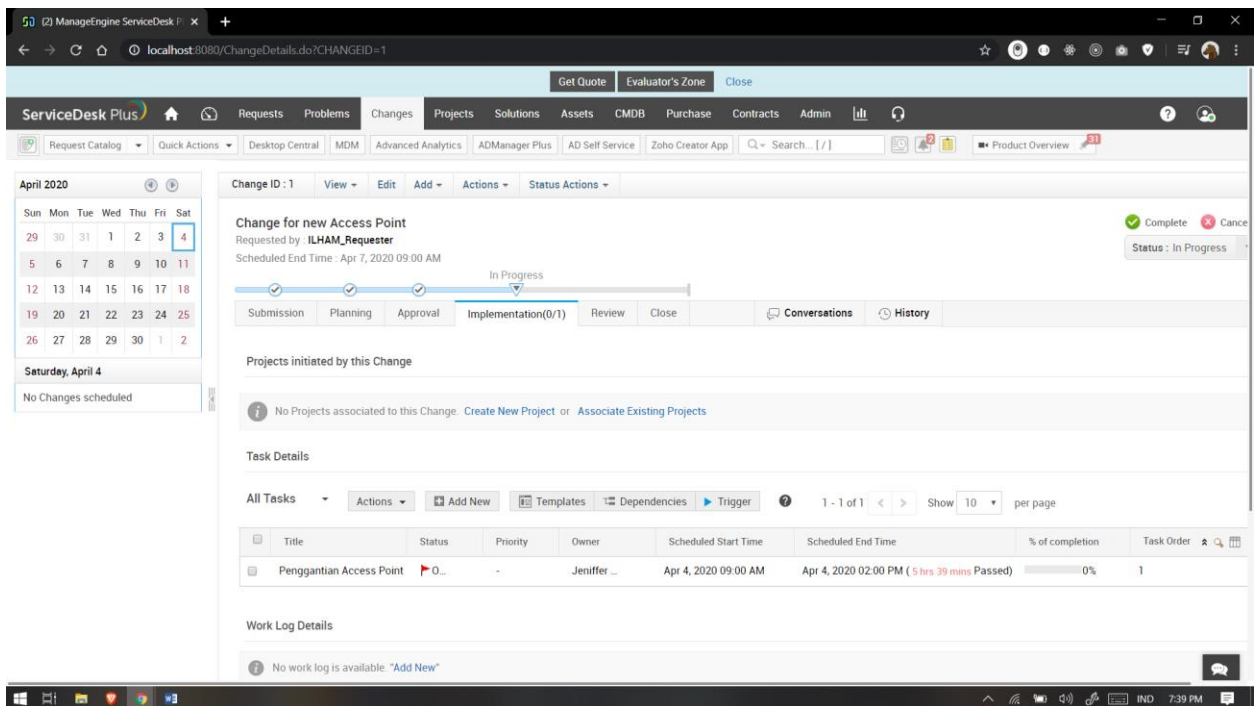 (2) ManageEngine ServiceDesk P
localhost:8080/ChangeDetails.do?CHANGEID=1
Get Quote Evaluator's Zone Close
ServiceDesk Plus Requests Problems Changes Projects Solutions Assets CMDB Purchase Contracts Admin
Request Catalog Quick Actions Desktop Central MDM Advanced Analytics ADManager Plus AD Self Service Zoho Creator App Search... [ / ] 2 Product Overview 31
April 2020 Change ID : 1 View Edit Add Actions Status Actions
Sun Mon Tue Wed Thu Fri Sat
29 30 31 1 2 3 4
5 6 7 8 9 10 11
12 13 14 15 16 17 18
19 20 21 22 23 24 25
26 27 28 29 30 1 2
Saturday, April 4
No Changes scheduled
Change for new Access Point
Requested by : ILHAM_Requester
Scheduled End Time : Apr 7, 2020 09:00 AM
Complete Cance
Status : In Progress
In Progress
Submission Planning Approval Implementation(0/1) Review Close Conversations History
Projects initiated by this Change
No Projects associated to this Change. Create New Project or Associate Existing Projects
Task Details
All Tasks Actions Add New Templates Dependencies Trigger 1 - 1 of 1 Show 10 per page
Title Status Priority Owner Scheduled Start Time Scheduled End Time % of completion Task Order
Penggantian Access Point O... - Jeniffer ... Apr 4, 2020 09:00 AM Apr 4, 2020 02:00 PM ( 5 hrs 39 mins Passed) 0% 1
Work Log Details
No work log is available. "Add New"
IND 7:39 PM